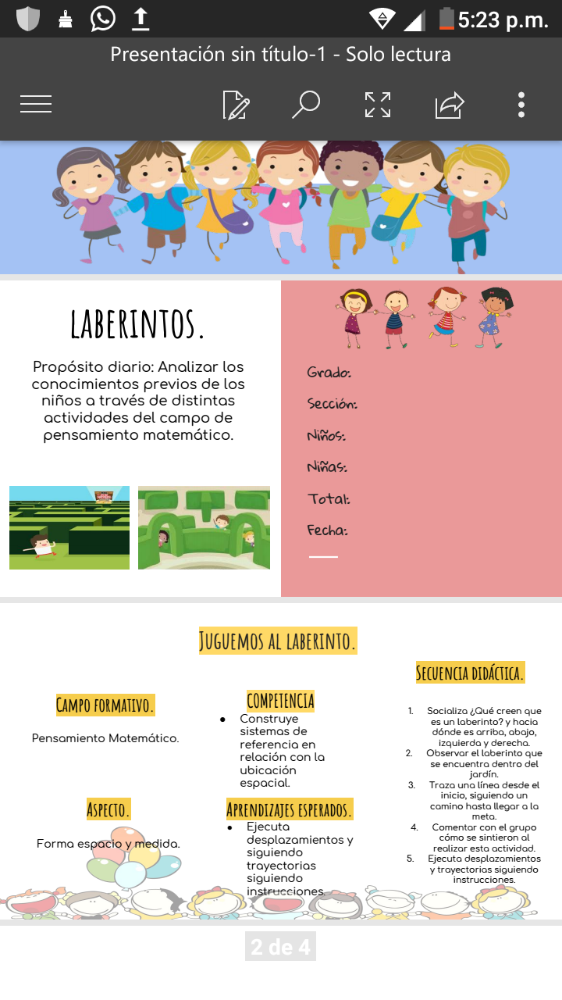 5:23 p.m.
Presentación sin título-1 - Solo lectura
LABERINTOS.
Propósito diario: Analizar los
conocimientos previos de los
niños a través de distintas
actividades del campo de
pensamiento matemático.
Grado:
Sección:
Niños:
Niñas:
Total:
Fecha:
JUGUEMOS AL LABERINTO.
CAMPO FORMATIVO.
Pensamiento Matemático.
ASPECTO.
Forma espacio y medida.
COMPETENCIA
● Construye
sistemas de
referencia en
relación con la
ubicación
espacial.
APRENDIZAJES ESPERADOS.
● Ejecuta
desplazamientos y
siguiendo
trayectorias
siguiendo
instrucciones.
SECUENCIA DIDÁCTICA.
1. Socializa ¿Qué creen que
es un laberinto? y hacia
dónde es arriba, abajo,
izquierda y derecha.
2. Observar el laberinto que
se encuentra dentro del
jardín.
3. Traza una línea desde el
inicio, siguiendo un
camino hasta llegar a la
meta.
4. Comentar con el grupo
cómo se sintieron al
realizar esta actividad.
5. Ejecuta desplazamientos
y trayectorias siguiendo
instrucciones.
2 de 4